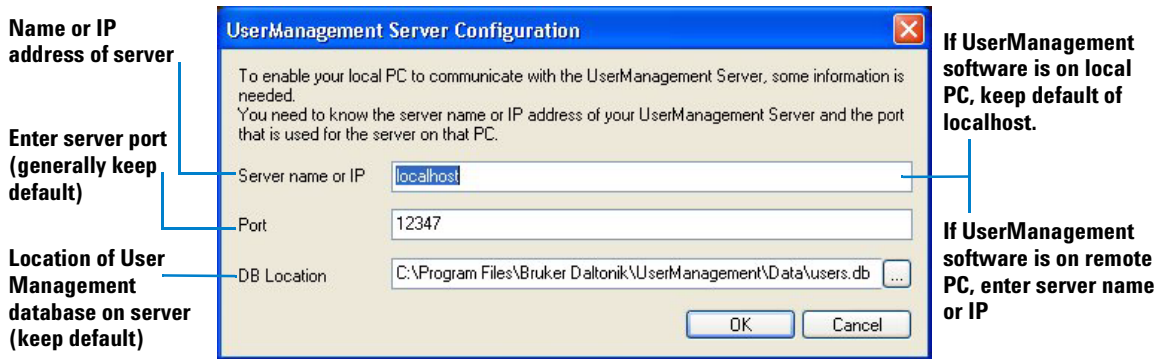 Name or IP
address of server
Enter server port
(generally keep
default)
Location of User
Management
database on server
(keep default)
UserManagement Server Configuration
To enable your local PC to communicate with the UserManagement Server, some information is
needed.
You need to know the server name or IP address of your UserManagement Server and the port
that is used for the server on that PC.
Server name or IP
localhost
Port
12347
DB Location
C:\Program Files\Bruker Daltonik\UserManagement\Data\users.db
...
OK
Cancel
If UserManagement
software is on local
PC, keep default of
localhost.
If UserManagement
software is on remote
PC, enter server name
or IP